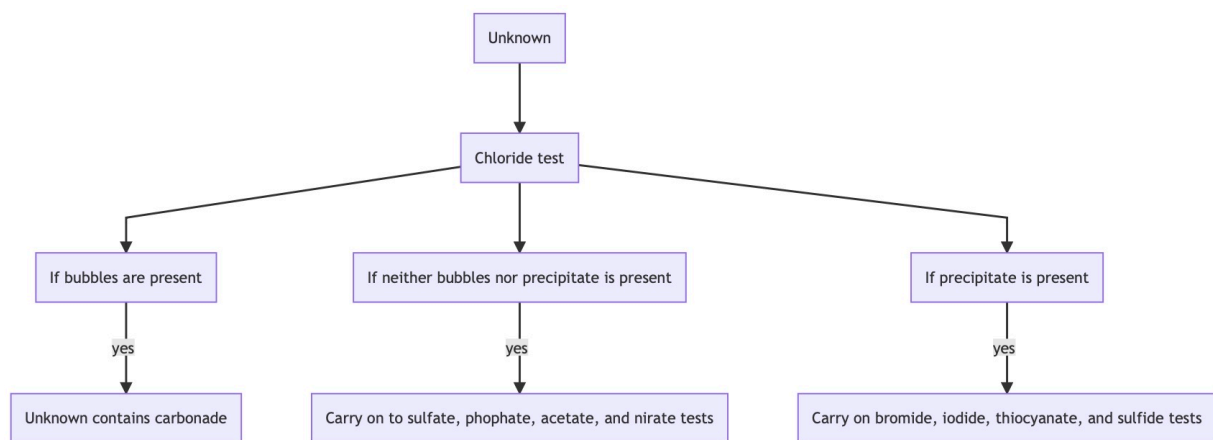 Unknown
Chloride test
If bubbles are present
If neither bubbles nor precipitate is present
If precipitate is present
yes
yes
yes
Unknown contains carbonade
Carry on to sulfate, phophate, acetate, and nirate tests
Carry on bromide, iodide, thiocyanate, and sulfide tests